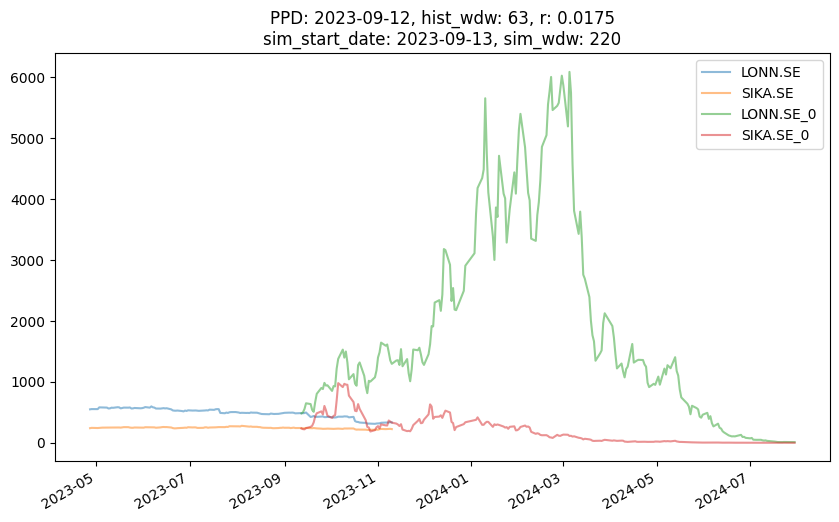 PPD: 2023-09-12, hist_wdw: 63, r: 0.0175
sim_start_date: 2023-09-13, sim_wdw: 220
LONN.SE
SIKA.SE
LONN.SE_0
SIKA.SE_0
6000
5000
4000
3000
2000
1000
0
2023-05
2023-07
2023-09
2023-11
2024-01
2024-03
2024-05
2024-07